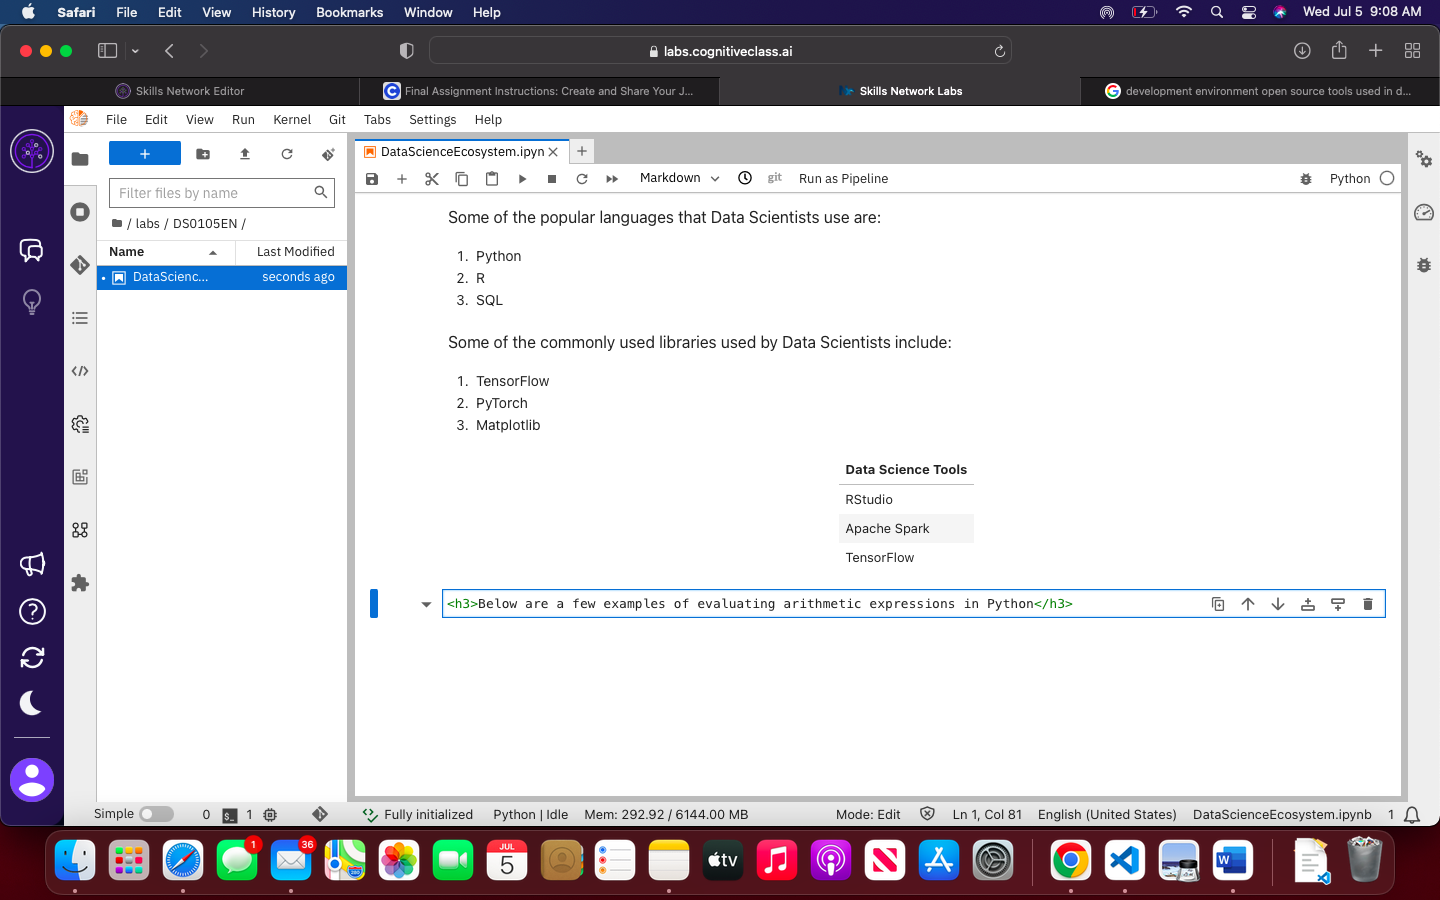 Safari File Edit View History Bookmarks Window Help Wed Jul 5 9:08 AM
labs.cognitiveclass.ai
Skills Network Editor
Final Assignment Instructions: Create and Share Your J...
Skills Network Labs
development environment open source tools used in d...
File Edit View Run Kernel Git Tabs Settings Help
DataScienceEcosystem.ipyn
Markdown git Run as Pipeline Python
Filter files by name
/ labs / DS0105EN /
Name Last Modified
DataScienc... seconds ago
Some of the popular languages that Data Scientists use are:
1. Python
2. R
3. SQL
Some of the commonly used libraries used by Data Scientists include:
1. TensorFlow
2. PyTorch
3. Matplotlib
Data Science Tools
RStudio
Apache Spark
TensorFlow
<h3>Below are a few examples of evaluating arithmetic expressions in Python</h3>
Simple 0 $_ 1 Fully initialized Python | Idle Mem: 292.92 / 6144.00 MB Mode: Edit Ln 1, Col 81 English (United States) DataScienceEcosystem.ipynb 1
1
36
280
JUL
5
tv
W